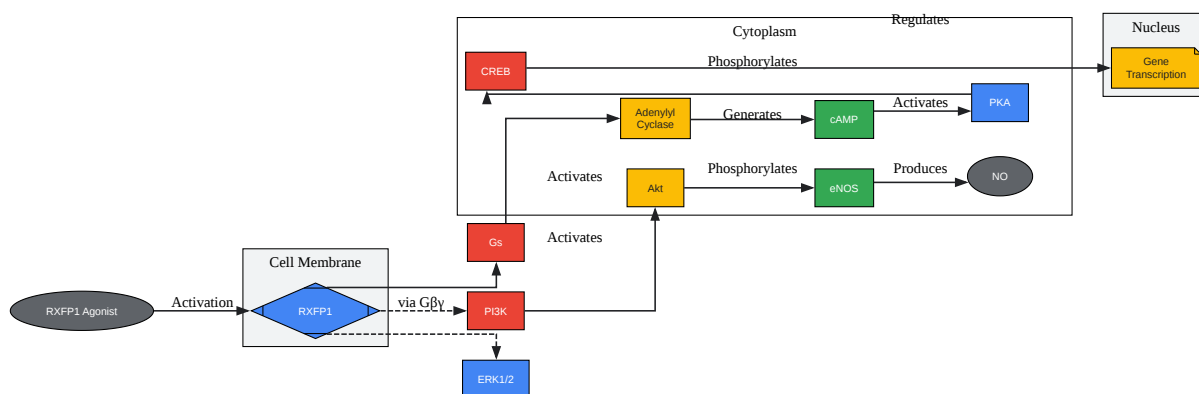 Regulates
Nucleus
Cytoplasm
Gene
Transcription
CREB
Phosphorylates
Adenylyl
Cyclase
Generates
cAMP
Activates
PKA
Activates
Akt
Phosphorylates
eNOS
Produces
NO
Gs
Activates
Cell Membrane
RXFP1 Agonist
Activation
RXFP1
via Gβγ
PI3K
ERK1/2